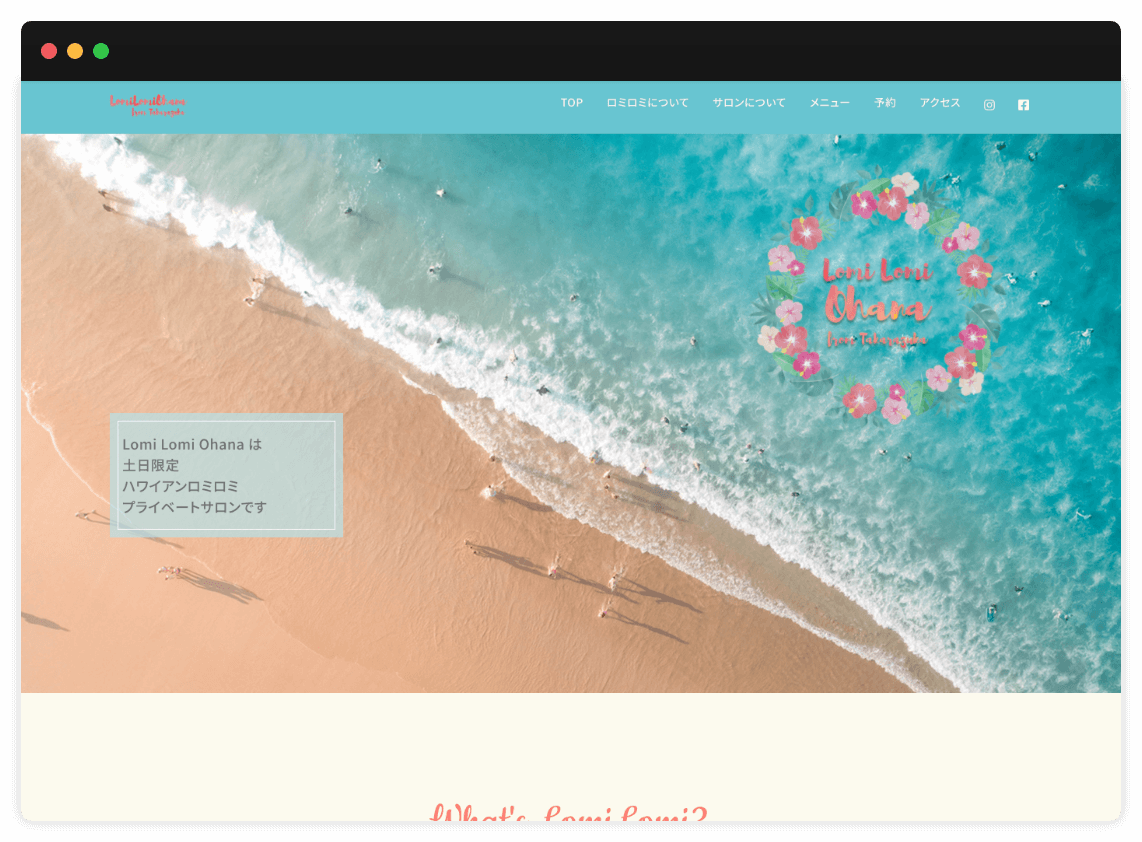 LomiLomiOhana
from Takarazuka
TOP ロミロミについて サロンについて メニュー 予約 アクセス
Lomi Lomi
Ohana
from Takarazuka
Lomi Lomi Ohana は
土日限定
ハワイアンロミロミ
プライベートサロンです
What's Lomi Lomi?